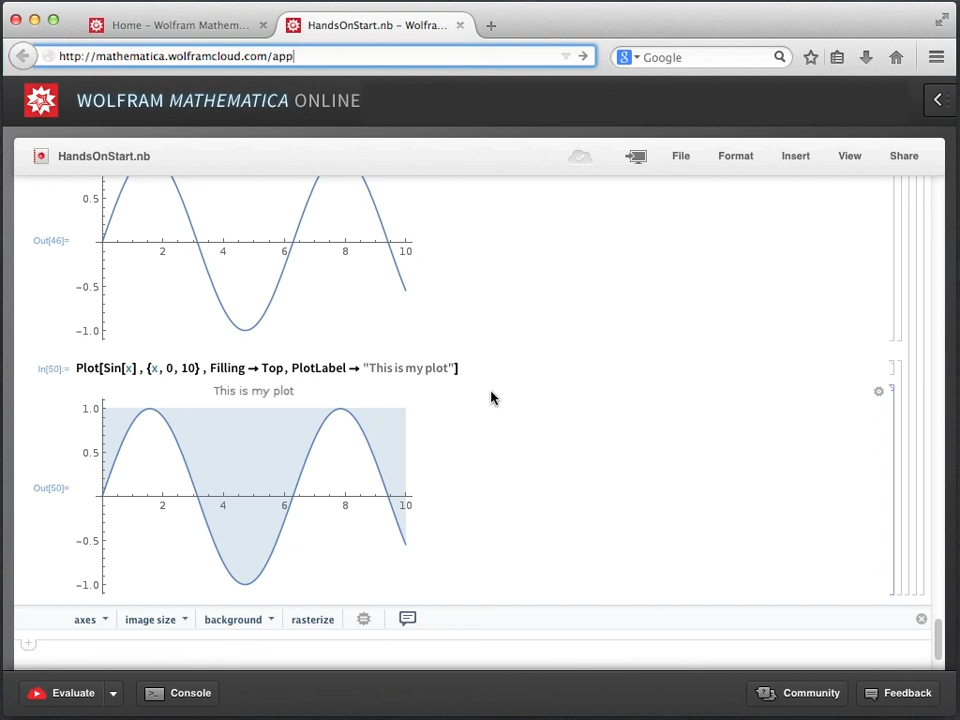 Home – Wolfram Mathem...
HandsOnStart.nb – Wolfra...
http://mathematica.wolframcloud.com/app
Google
WOLFRAM MATHEMATICA ONLINE
HandsOnStart.nb
File
Format
Insert
View
Share
0.5
Out[46]=
2 4 6 8 10
−0.5
−1.0
In[50]:= Plot[Sin[x] , {x, 0, 10} , Filling → Top, PlotLabel → "This is my plot"]
This is my plot
1.0
0.5
Out[50]=
2 4 6 8 10
−0.5
−1.0
axes
image size
background
rasterize
Evaluate
Console
Community
Feedback